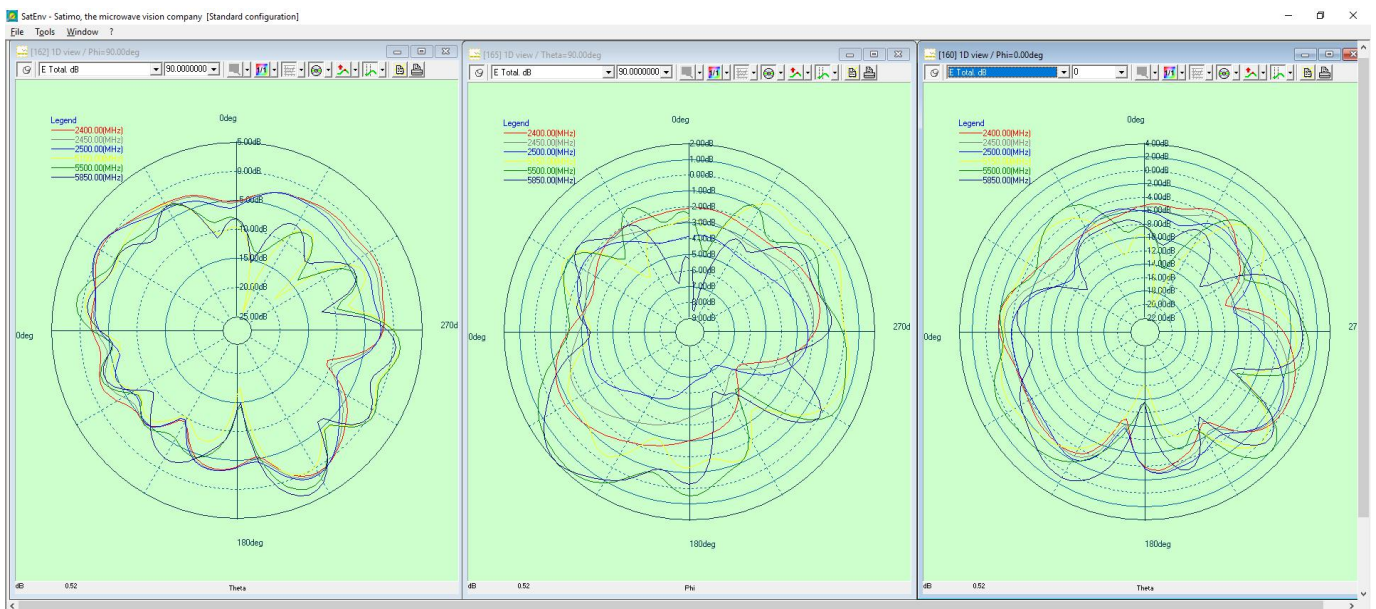 SatEnv - Satimo, the microwave vision company [Standard configuration]
File Tools Window ?
[162] 1D view / Phi=90.00deg
E Total. dB 90.0000000
Legend
2400.00(MHz)
2450.00(MHz)
2500.00(MHz)
5500.00(MHz)
5850.00(MHz)
0deg
5.00dB
0.00dB
5.00dB
10.00dB
15.00dB
20.00dB
25.00dB
0deg
270d
180deg
dB 0.52 Theta
[165] 1D view / Theta=90.00deg
E Total. dB 90.0000000
Legend
2400.00(MHz)
2450.00(MHz)
2500.00(MHz)
5500.00(MHz)
5850.00(MHz)
0deg
2.00dB
1.00dB
0.00dB
1.00dB
2.00dB
3.00dB
4.00dB
5.00dB
6.00dB
7.00dB
8.00dB
9.00dB
0deg
270d
180deg
dB 0.52 Phi
[160] 1D view / Phi=0.00deg
E Total. dB 0
Legend
2400.00(MHz)
2450.00(MHz)
2500.00(MHz)
5500.00(MHz)
5850.00(MHz)
0deg
4.00dB
2.00dB
0.00dB
2.00dB
4.00dB
6.00dB
8.00dB
10.00dB
12.00dB
14.00dB
16.00dB
18.00dB
20.00dB
22.00dB
0deg
27
180deg
dB 0.52 Theta